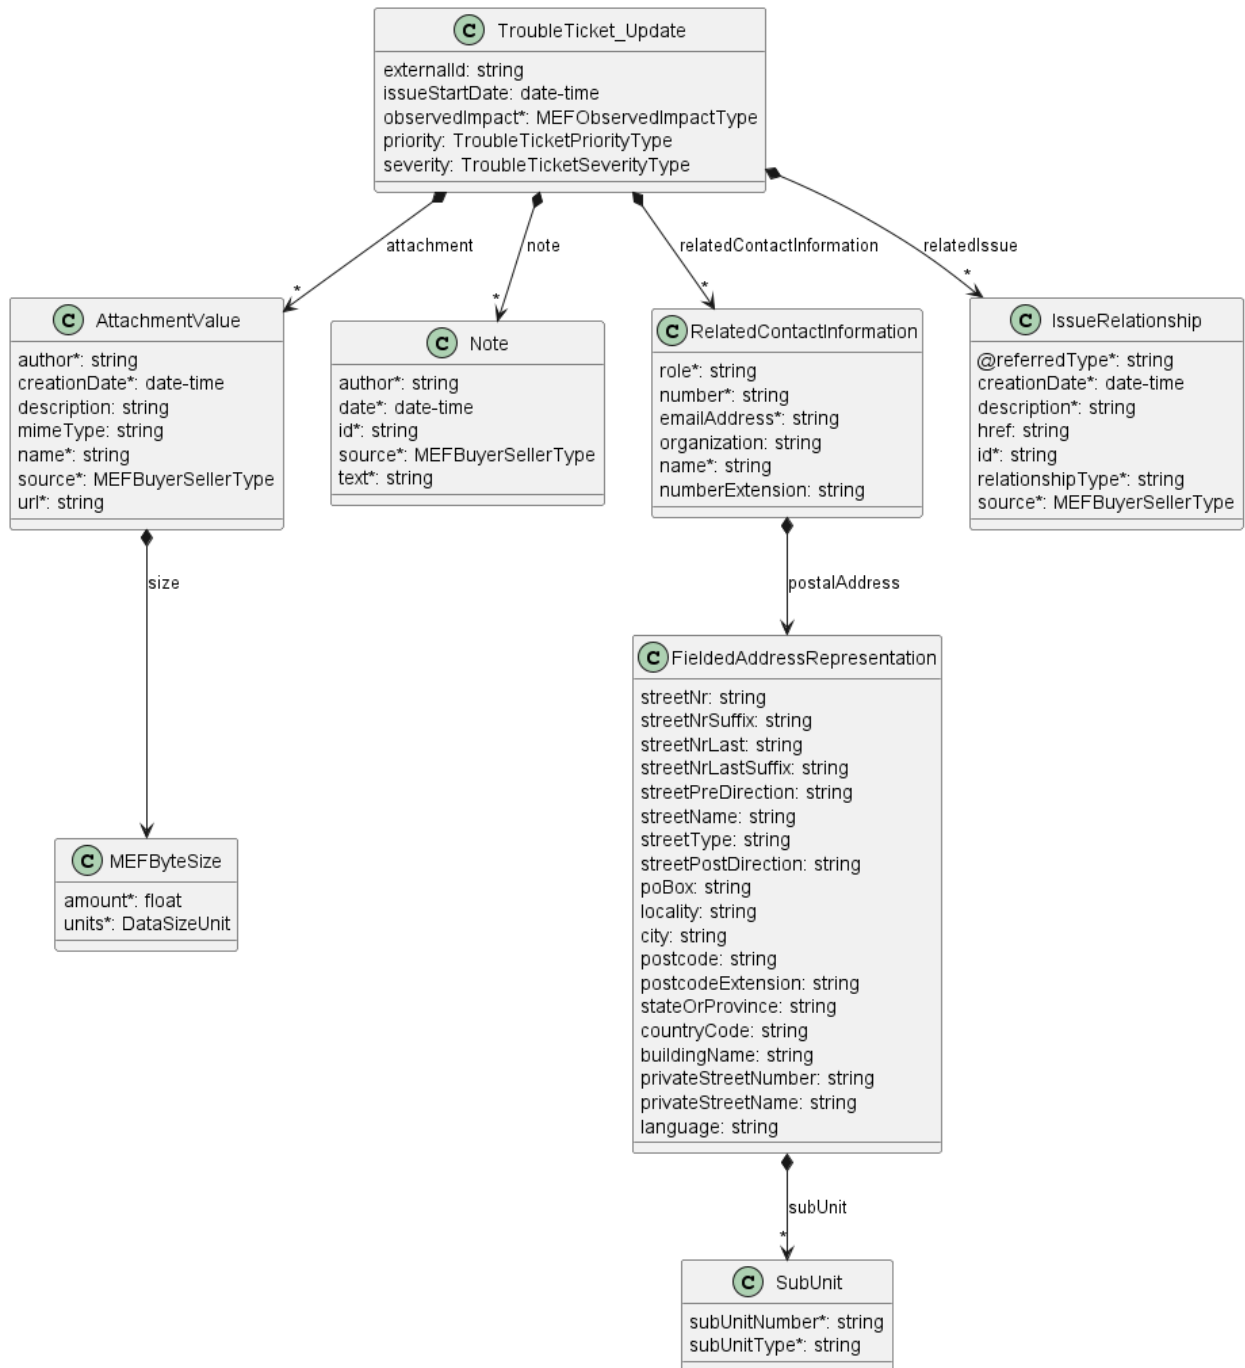 C TroubleTicket_Update
externalId: string
issueStartDate: date-time
observedImpact*: MEFObservedImpactType
priority: TroubleTicketPriorityType
severity: TroubleTicketSeverityType
attachment
note
relatedContactInformation
relatedIssue
*
*
*
*
C AttachmentValue
author*: string
creationDate*: date-time
description: string
mimeType: string
name*: string
source*: MEFBuyerSellerType
url*: string
C Note
author*: string
date*: date-time
id*: string
source*: MEFBuyerSellerType
text*: string
C RelatedContactInformation
role*: string
number*: string
emailAddress*: string
organization: string
name*: string
numberExtension: string
C IssueRelationship
@referredType*: string
creationDate*: date-time
description*: string
href: string
id*: string
relationshipType*: string
source*: MEFBuyerSellerType
size
postalAddress
C MEFByteSize
amount*: float
units*: DataSizeUnit
C FieldedAddressRepresentation
streetNr: string
streetNrSuffix: string
streetNrLast: string
streetNrLastSuffix: string
streetPreDirection: string
streetName: string
streetType: string
streetPostDirection: string
poBox: string
locality: string
city: string
postcode: string
postcodeExtension: string
stateOrProvince: string
countryCode: string
buildingName: string
privateStreetNumber: string
privateStreetName: string
language: string
subUnit
*
C SubUnit
subUnitNumber*: string
subUnitType*: string